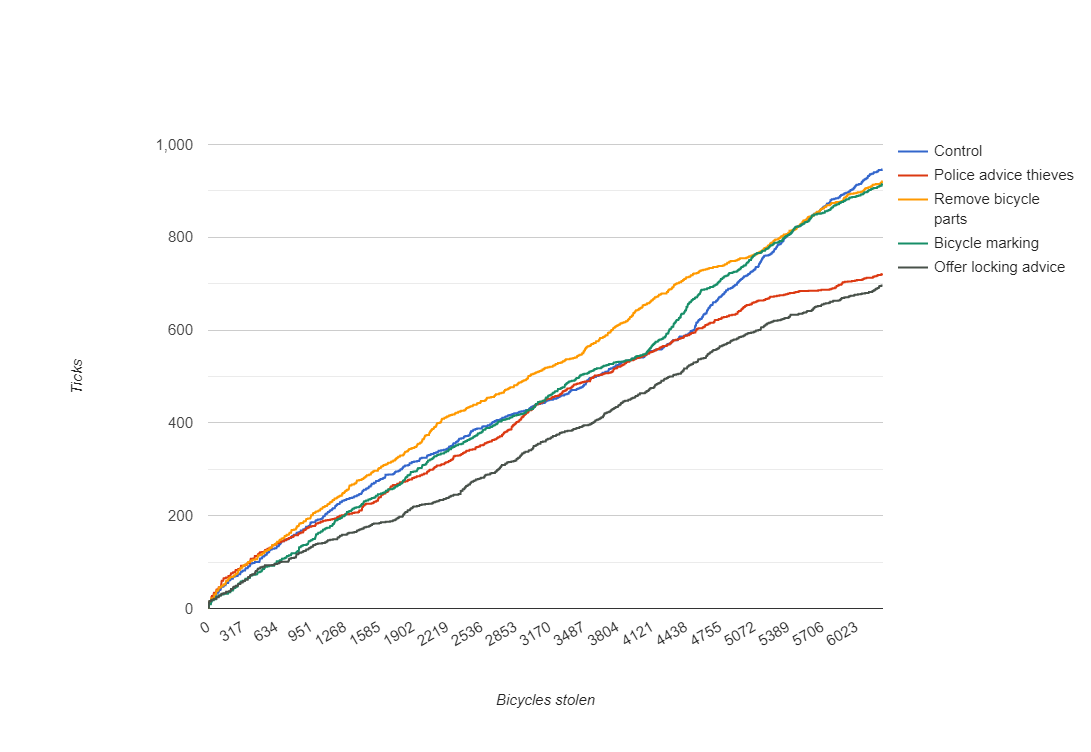 1,000
800
600
400
200
0
Ticks
0 317 634 951 1268 1585 1902 2219 2536 2853 3170 3487 3804 4121 4438 4755 5072 5389 5706 6023
Bicycles stolen
Control
Police advice thieves
Remove bicycle
parts
Bicycle marking
Offer locking advice